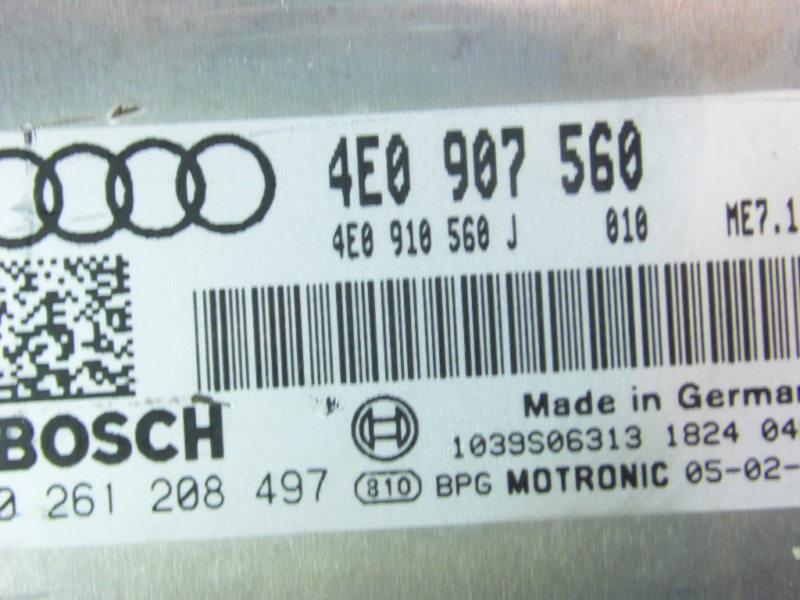 4E0 907 560
4E0 910 560 J 010 ME7.1
Made in Germa
BOSCH
1039S06313 1824 04
0 261 208 497 810 BPG MOTRONIC 05-02-